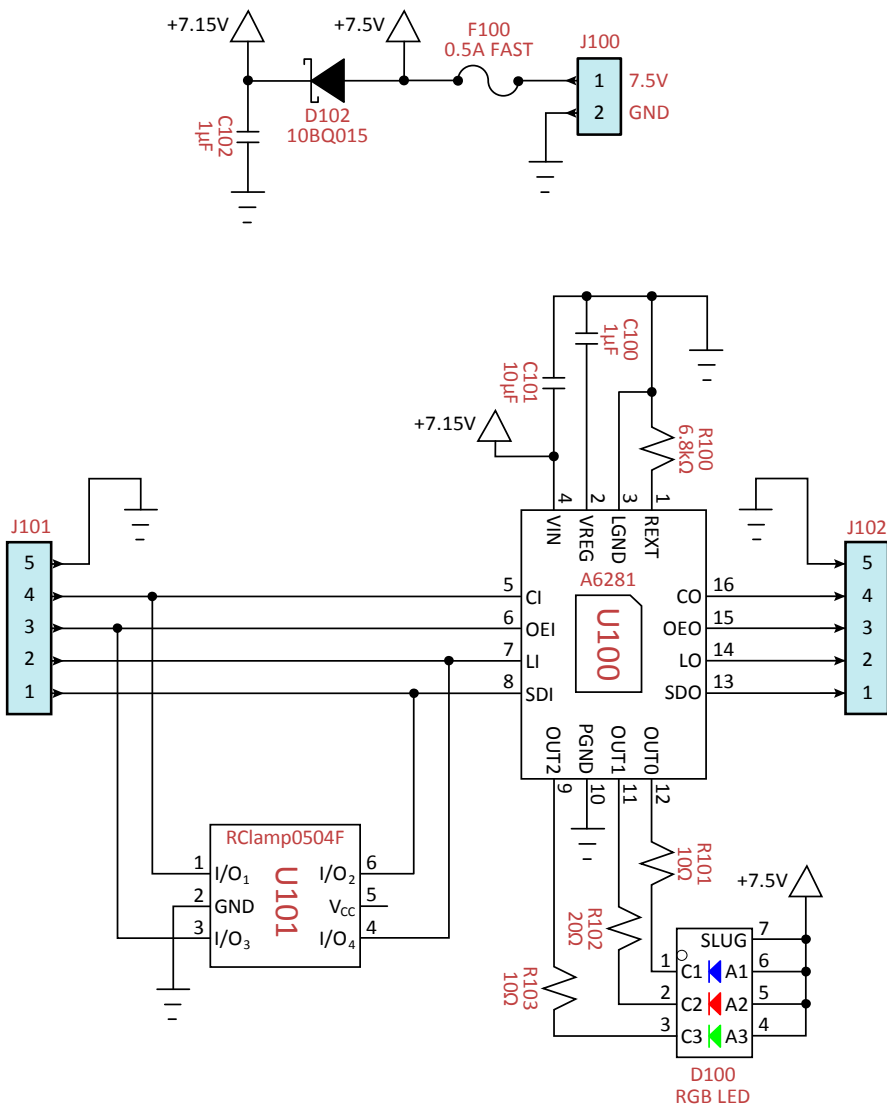 +7.15V
+7.5V
F100
0.5A FAST
J100
1
7.5V
2
GND
D102
10BQ015
C102
1µF
C100
1µF
C101
10µF
+7.15V
R100
6.8kΩ
4
2
3
1
VIN
VREG
LGND
REXT
J101
5
4
3
2
1
J102
5
4
3
2
1
A6281
U100
5
CI
6
OEI
7
LI
8
SDI
16
CO
15
OEO
14
LO
13
SDO
OUT2
PGND
OUT1
OUT0
9
10
11
12
RClamp0504F
U101
1
I/O₁
2
GND
3
I/O₃
6
I/O₂
5
VCC
4
I/O₄
R101
10Ω
R102
20Ω
R103
10Ω
+7.5V
SLUG
7
1
C1
A1
6
2
C2
A2
5
3
C3
A3
4
D100
RGB LED